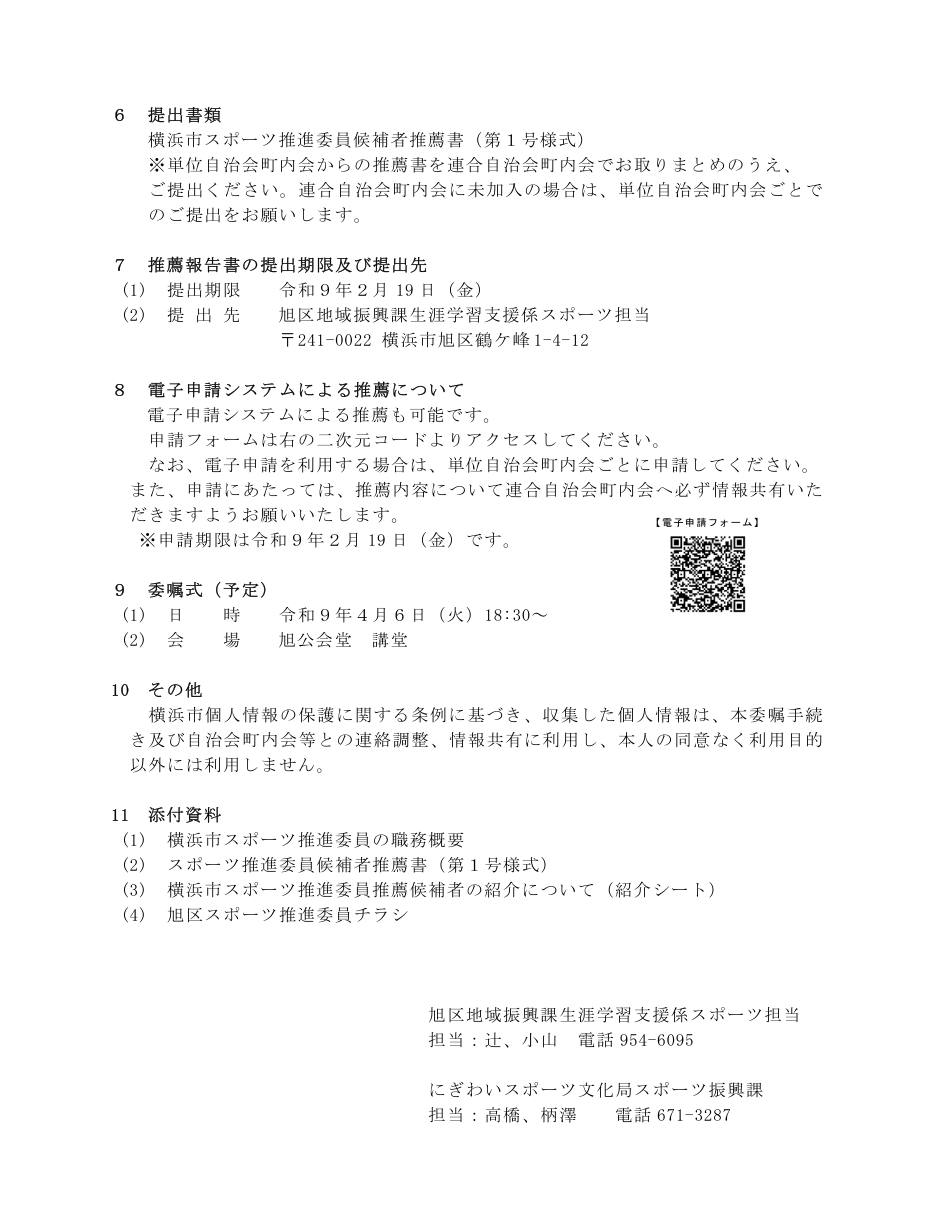 ６　提出書類
横浜市スポーツ推進委員候補者推薦書（第１号様式）
※単位自治会町内会からの推薦書を連合自治会町内会でお取りまとめのうえ、
ご提出ください。連合自治会町内会に未加入の場合は、単位自治会町内会ごとで
のご提出をお願いします。
７　推薦報告書の提出期限及び提出先
(1)　提出期限　　令和９年２月 19 日（金）
(2)　提 出 先　　旭区地域振興課生涯学習支援係スポーツ担当
〒241-0022 横浜市旭区鶴ケ峰 1-4-12
８　電子申請システムによる推薦について
電子申請システムによる推薦も可能です。
申請フォームは右の二次元コードよりアクセスしてください。
なお、電子申請を利用する場合は、単位自治会町内会ごとに申請してください。
また、申請にあたっては、推薦内容について連合自治会町内会へ必ず情報共有いた
だきますようお願いいたします。
【電子申請フォーム】
※申請期限は令和９年２月 19 日（金）です。
９　委嘱式（予定）
(1)　日　　時　　令和９年４月６日（火）18:30～
(2)　会　　場　　旭公会堂　講堂
10　その他
横浜市個人情報の保護に関する条例に基づき、収集した個人情報は、本委嘱手続
き及び自治会町内会等との連絡調整、情報共有に利用し、本人の同意なく利用目的
以外には利用しません。
11　添付資料
(1)　横浜市スポーツ推進委員の職務概要
(2)　スポーツ推進委員候補者推薦書（第１号様式）
(3)　横浜市スポーツ推進委員推薦候補者の紹介について（紹介シート）
(4)　旭区スポーツ推進委員チラシ
旭区地域振興課生涯学習支援係スポーツ担当
担当：辻、小山　電話 954-6095
にぎわいスポーツ文化局スポーツ振興課
担当：高橋、柄澤　　電話 671-3287